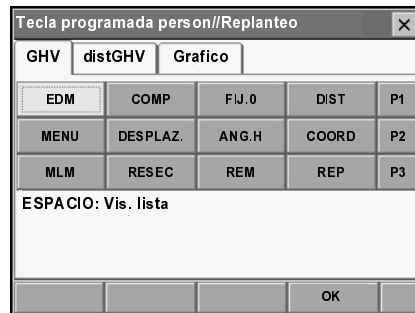 Tecla programada person//Replanteo
GHV distGHV Grafico
EDM COMP FIJ.0 DIST P1
MENU DESPLAZ. ANG.H COORD P2
MLM RESEC REM REP P3
ESPACIO: Vis. lista
OK